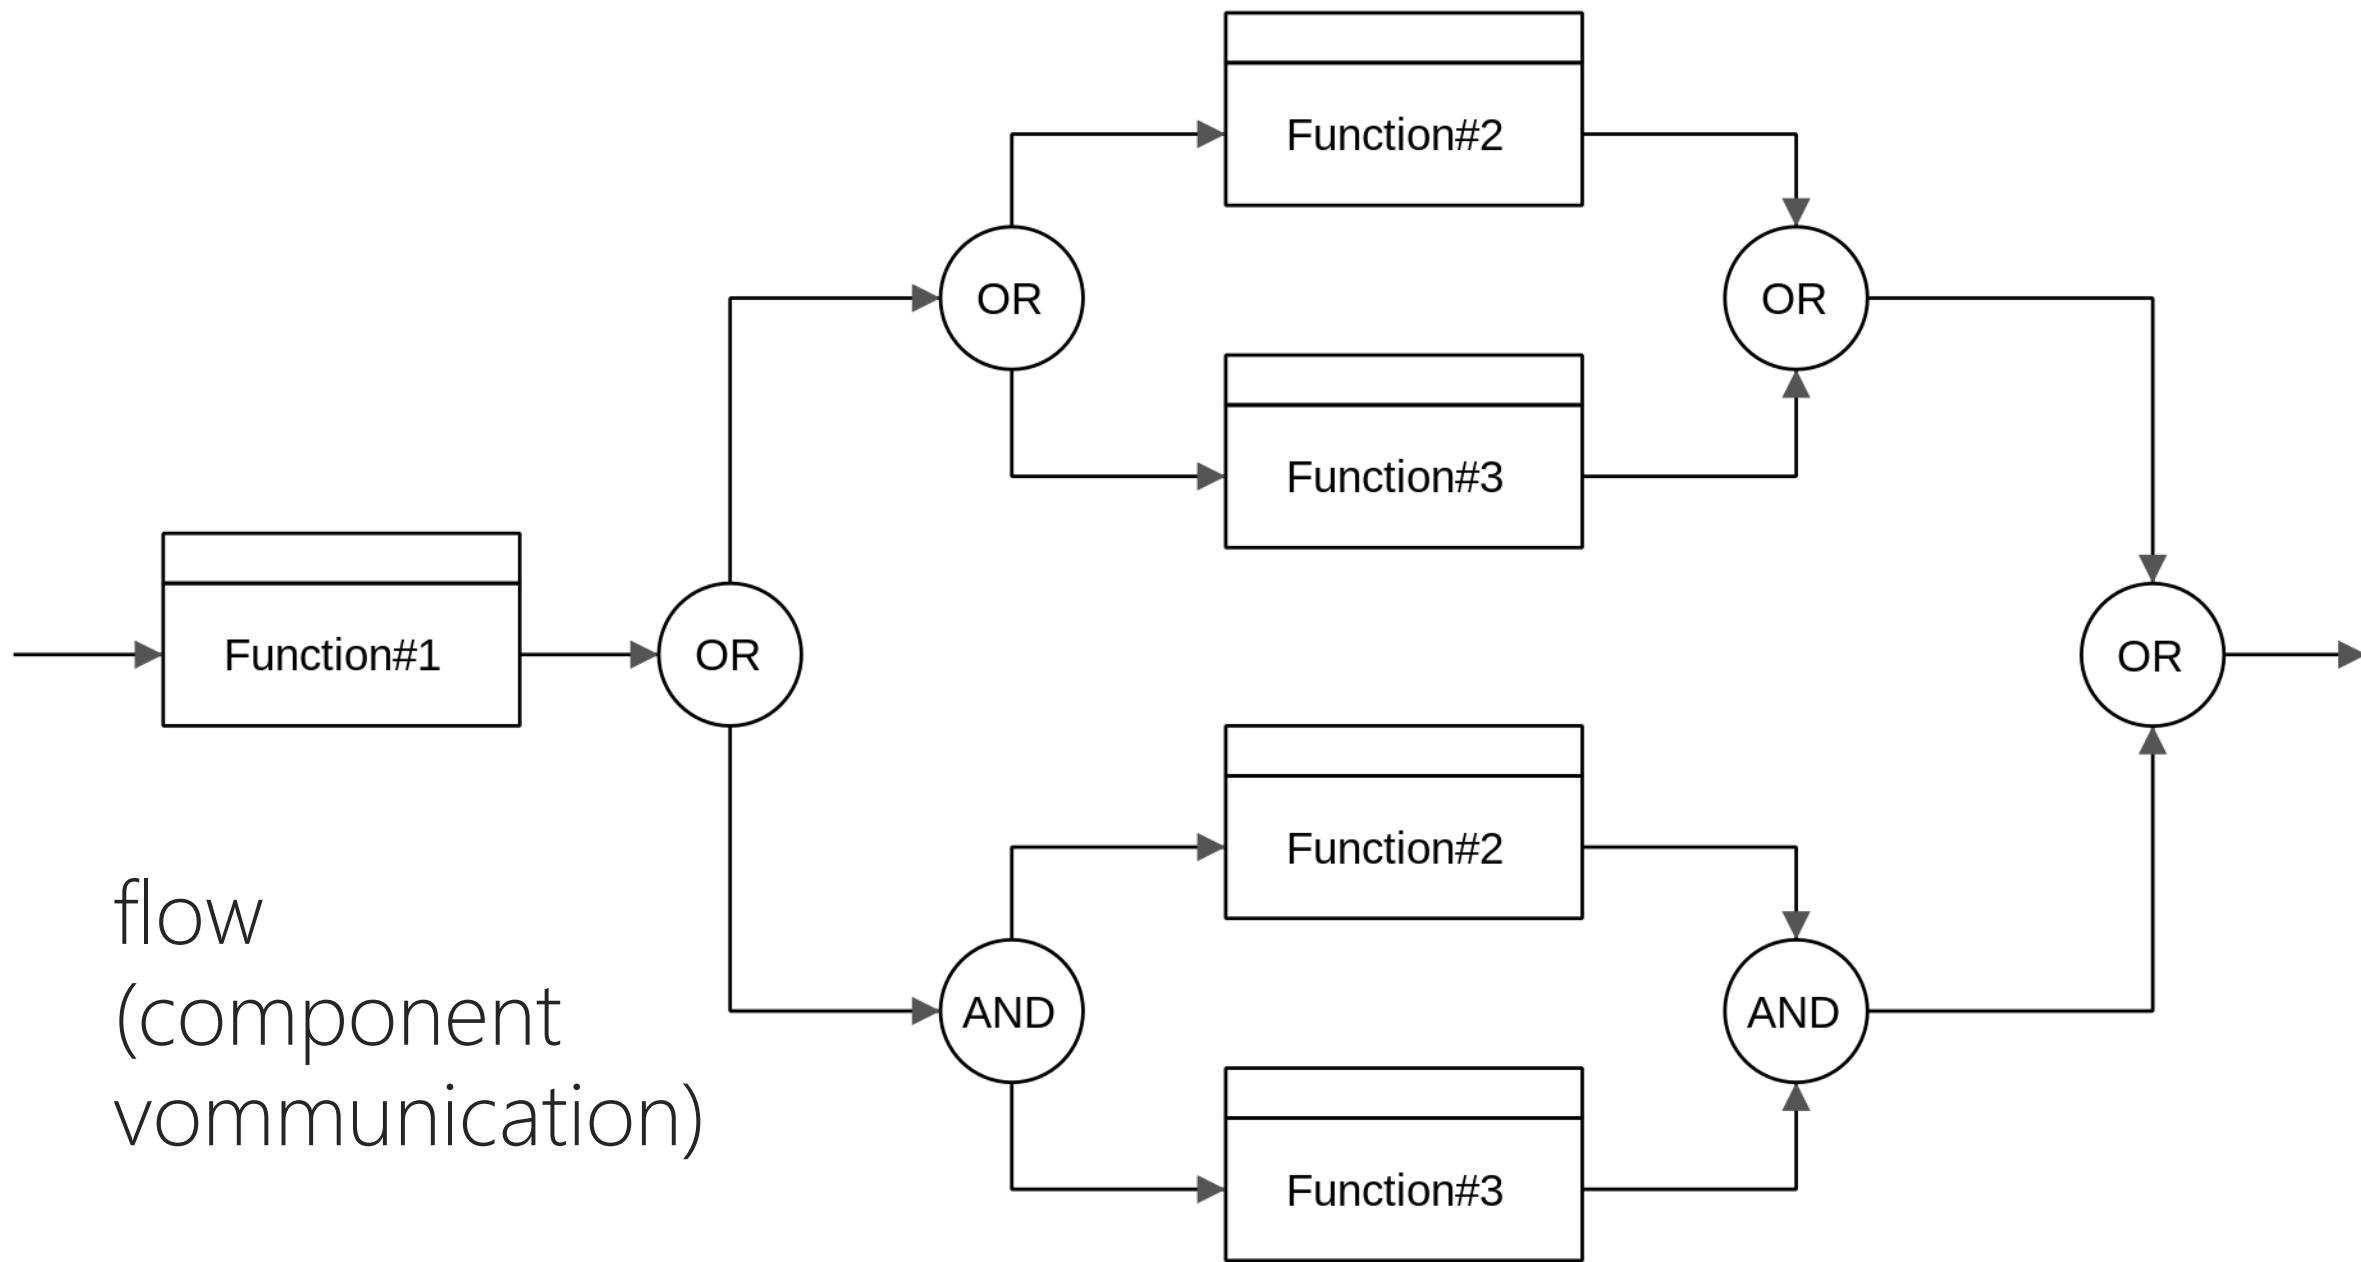 Function#2
OR
OR
Function#3
Function#1
OR
OR
Function#2
flow
(component
vommunication)
AND
AND
Function#3